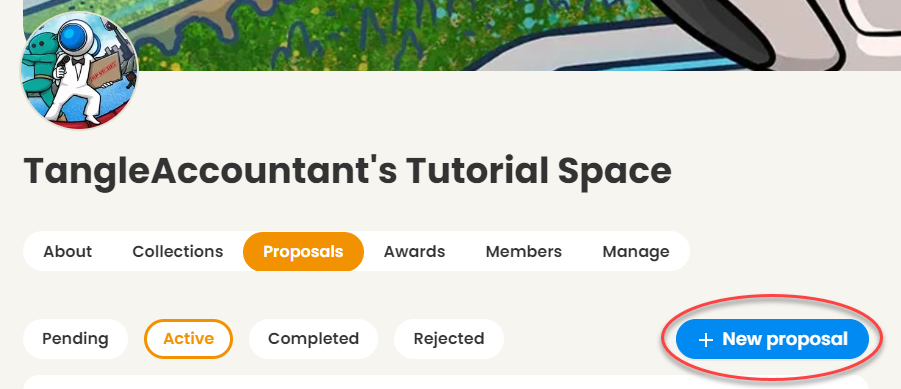 TangleAccountant's Tutorial Space
About Collections Proposals Awards Members Manage
Pending Active Completed Rejected + New proposal